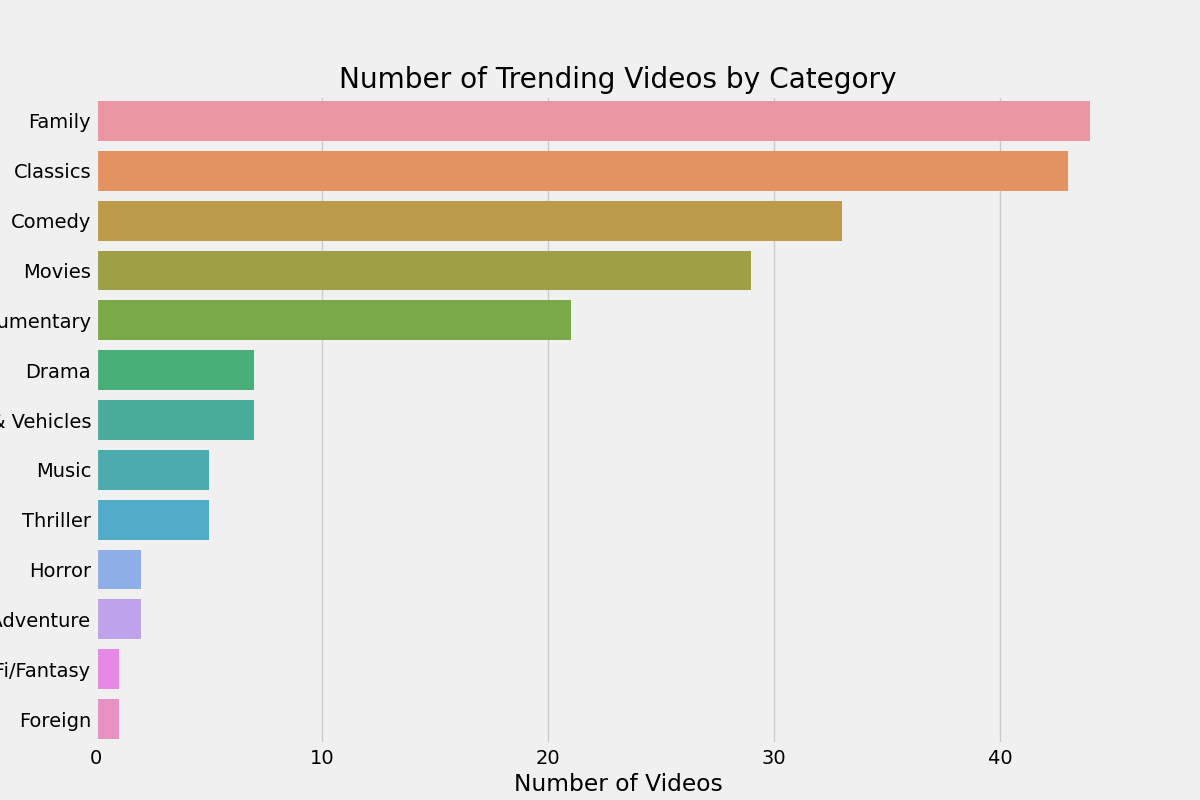 Number of Trending Videos by Category
Family
Classics
Comedy
Movies
umentary
Drama
& Vehicles
Music
Thriller
Horror
Adventure
Fi/Fantasy
Foreign
0 10 20 30 40
Number of Videos